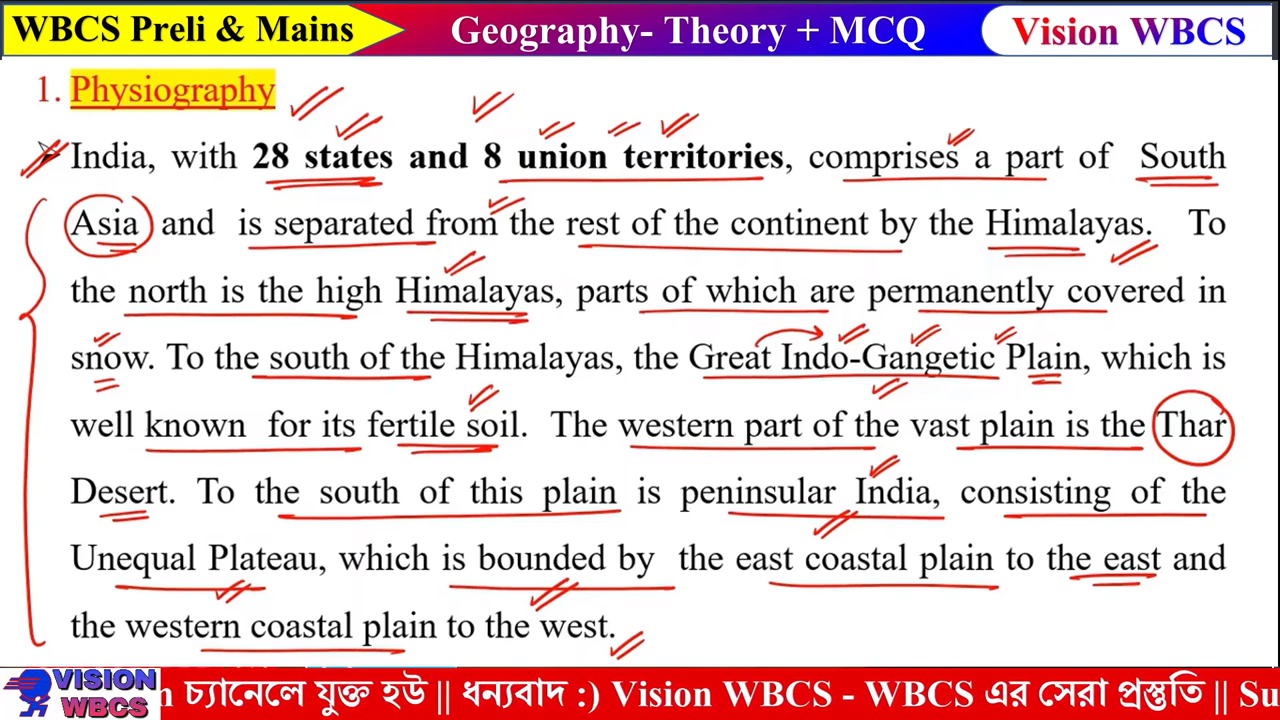 WBCS Preli & Mains
Geography- Theory + MCQ
Vision WBCS
1. Physiography
➢ India, with 28 states and 8 union territories, comprises a part of South
Asia and is separated from the rest of the continent by the Himalayas. To
the north is the high Himalayas, parts of which are permanently covered in
snow. To the south of the Himalayas, the Great Indo-Gangetic Plain, which is
well known for its fertile soil. The western part of the vast plain is the Thar
Desert. To the south of this plain is peninsular India, consisting of the
Unequal Plateau, which is bounded by the east coastal plain to the east and
the western coastal plain to the west.
VISION
WBCS
চ্যানেলে যুক্ত হউ || ধন্যবাদ :) Vision WBCS - WBCS এর সেরা প্রস্তুতি ||